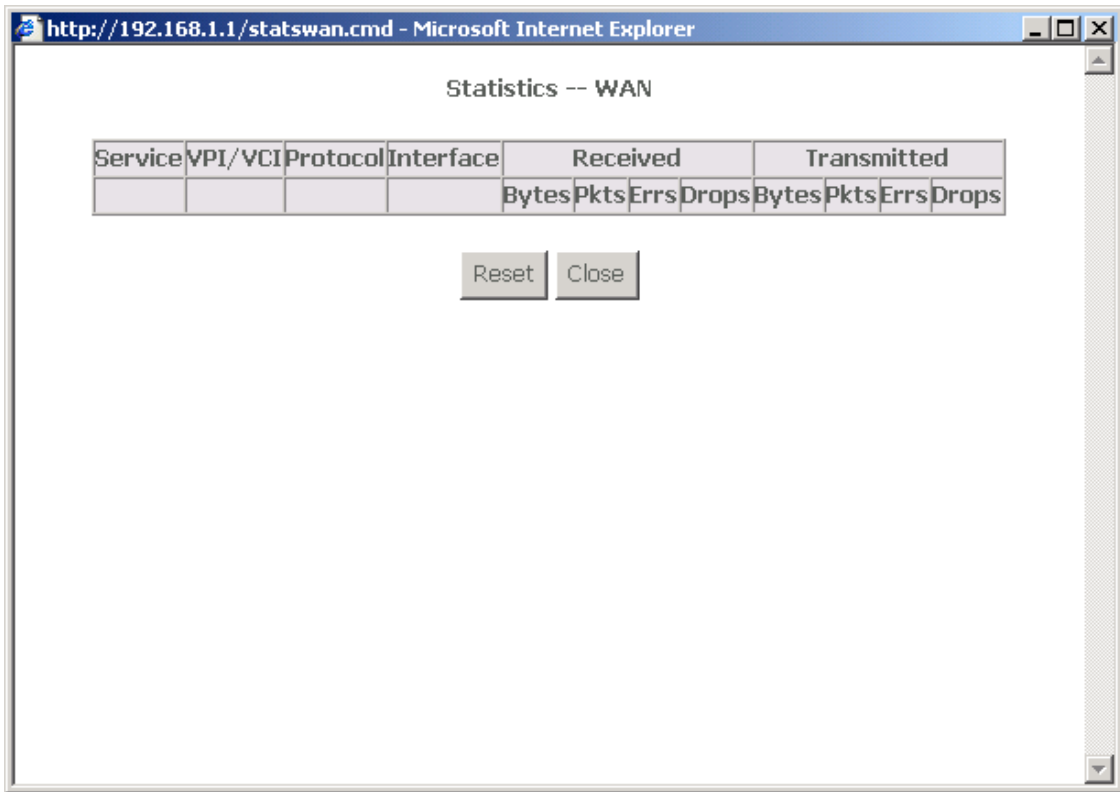 http://192.168.1.1/statswan.cmd - Microsoft Internet Explorer
Statistics -- WAN
Service VPI/VCI Protocol Interface Received Transmitted
Bytes Pkts Errs Drops Bytes Pkts Errs Drops
Reset Close